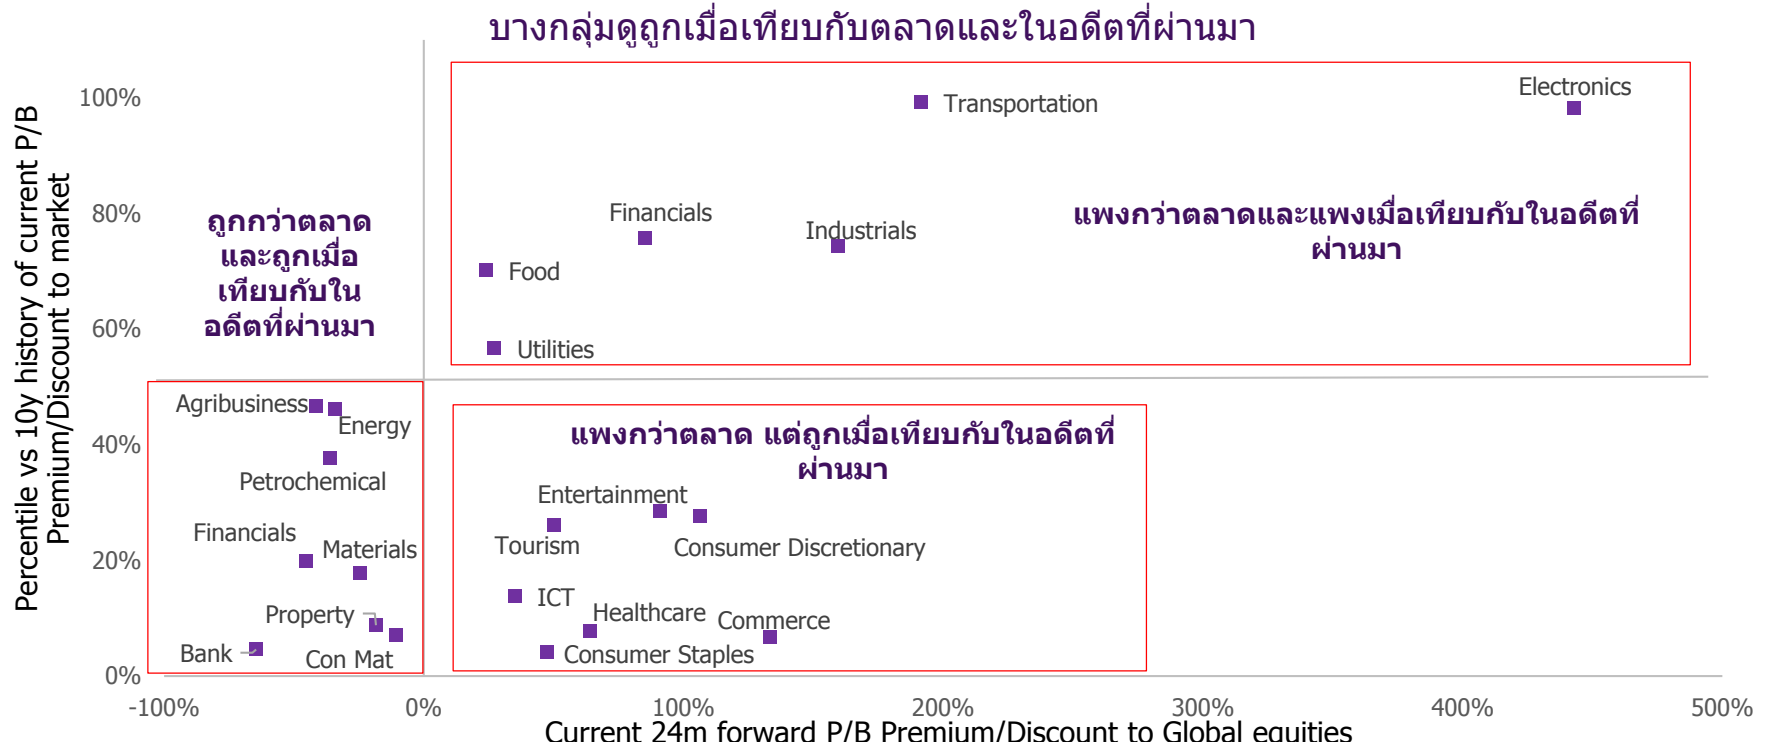 บางกลุ่มดูถูกเมื่อเทียบกับตลาดและในอดีตที่ผ่านมา
Percentile vs 10y history of current P/B
Premium/Discount to market
100%
80%
60%
40%
20%
0%
Transportation
Electronics
Financials
Industrials
Food
Utilities
แพงกว่าตลาดและแพงเมื่อเทียบกับในอดีตที่
ผ่านมา
ถูกกว่าตลาด
และถูกเมื่อ
เทียบกับใน
อดีตที่ผ่านมา
Agribusiness
Energy
Petrochemical
Financials
Materials
Property
Bank
Con Mat
แพงกว่าตลาด แต่ถูกเมื่อเทียบกับในอดีตที่
ผ่านมา
Entertainment
Tourism
Consumer Discretionary
ICT
Healthcare
Commerce
Consumer Staples
-100%
0%
100%
200%
300%
400%
500%
Current 24m forward P/B Premium/Discount to Global equities